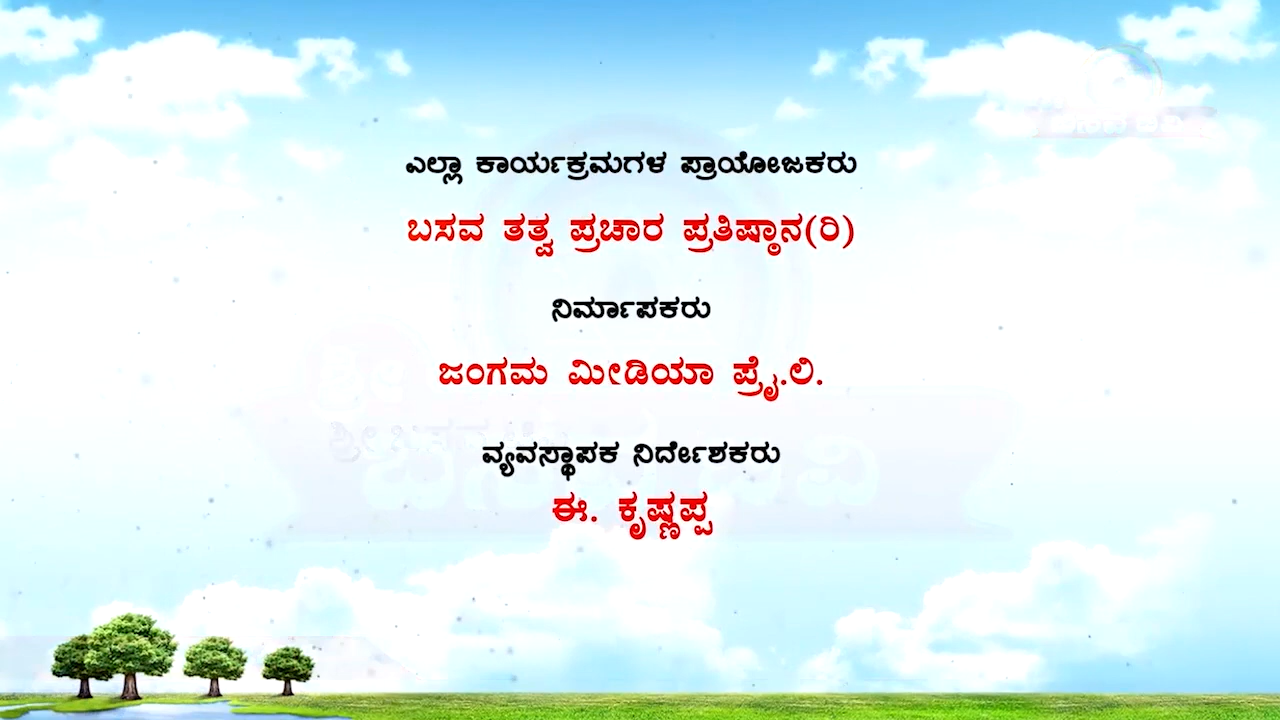 ಎಲ್ಲಾ ಕಾರ್ಯಕ್ರಮಗಳ ಪ್ರಾಯೋಜಕರು
ಬಸವ ತತ್ವ ಪ್ರಚಾರ ಪ್ರತಿಷ್ಠಾನ(ರಿ)
ನಿರ್ಮಾಪಕರು
ಜಂಗಮ ಮೀಡಿಯಾ ಪ್ರೈ.ಲಿ.
ವ್ಯವಸ್ಥಾಪಕ ನಿರ್ದೇಶಕರು
ಈ. ಕೃಷ್ಣಪ್ಪ